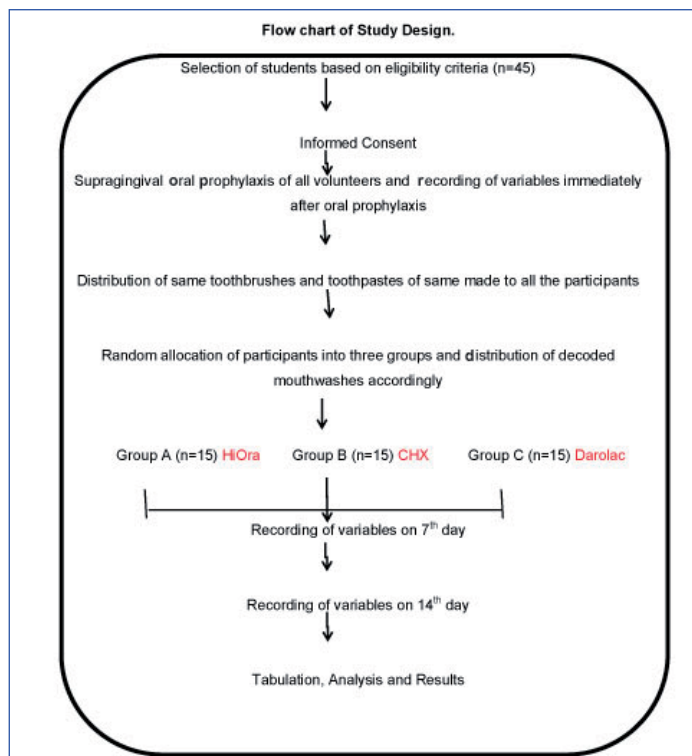 Flow chart of Study Design.
Selection of students based on eligibility criteria (n=45)
Informed Consent
Supragingival oral prophylaxis of all volunteers and recording of variables immediately
after oral prophylaxis
Distribution of same toothbrushes and toothpastes of same made to all the participants
Random allocation of participants into three groups and distribution of decoded
mouthwashes accordingly
Group A (n=15) HiOra Group B (n=15) CHX Group C (n=15) Darolac
Recording of variables on 7th day
Recording of variables on 14th day
Tabulation, Analysis and Results